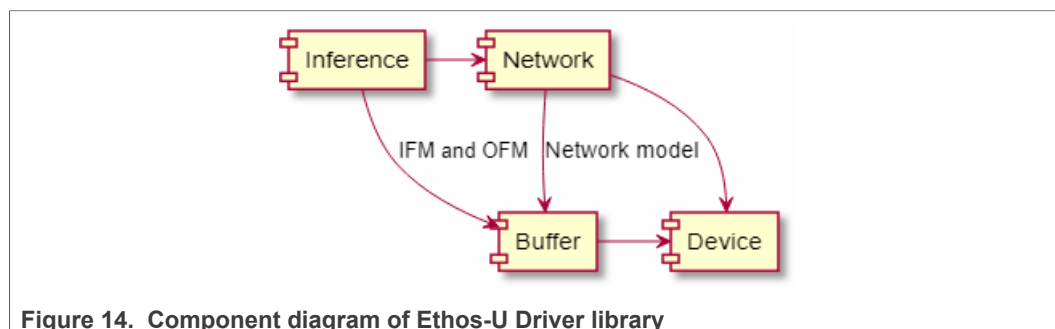 Inference
Network
IFM and OFM
Network model
Buffer
Device
Figure 14. Component diagram of Ethos-U Driver library